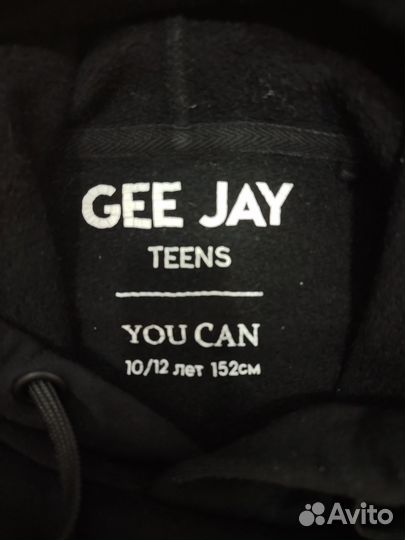 GEE JAY
TEENS
YOU CAN
10/12 лет 152см
Avito